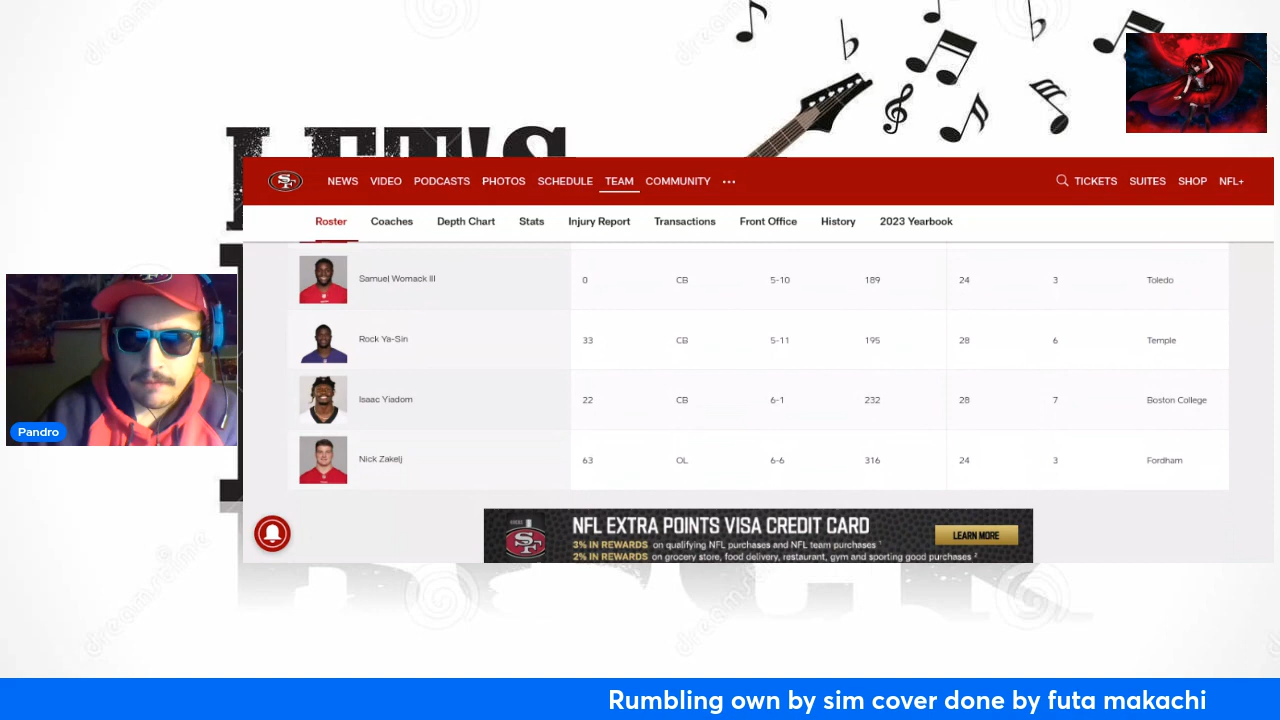 LET'S
NEWS VIDEO PODCASTS PHOTOS SCHEDULE TEAM COMMUNITY ••• TICKETS SUITES SHOP NFL+
Roster Coaches Depth Chart Stats Injury Report Transactions Front Office History 2023 Yearbook
Samuel Womack III 0 CB 5-10 189 24 3 Toledo
Rock Ya-Sin 33 CB 5-11 195 28 6 Temple
Isaac Yiadom 22 CB 6-1 232 28 7 Boston College
Nick Zakelj 63 OL 6-6 316 24 3 Fordham
Pandro
NFL EXTRA POINTS VISA CREDIT CARD
3% IN REWARDS on qualifying NFL purchases and NFL team purchases ¹
2% IN REWARDS on grocery store, food delivery, restaurant, gym and sporting good purchases ²
LEARN MORE
Rumbling own by sim cover done by futa makachi